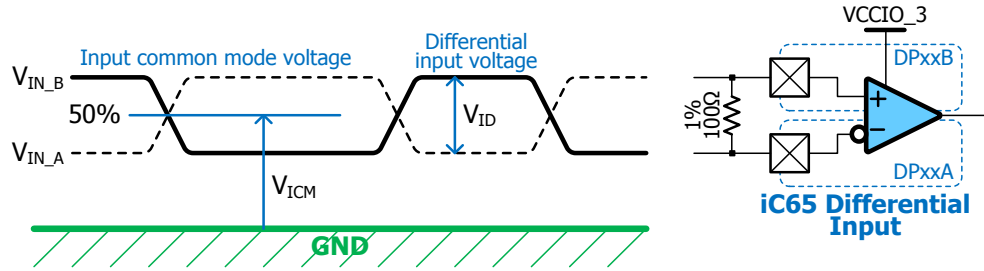 Input common mode voltage
Differential
input voltage
V_IN_B
50%
V_ID
V_IN_A
V_ICM
GND
VCCIO_3
DPxxB
1%
100Ω
+
−
DPxxA
iC65 Differential
Input